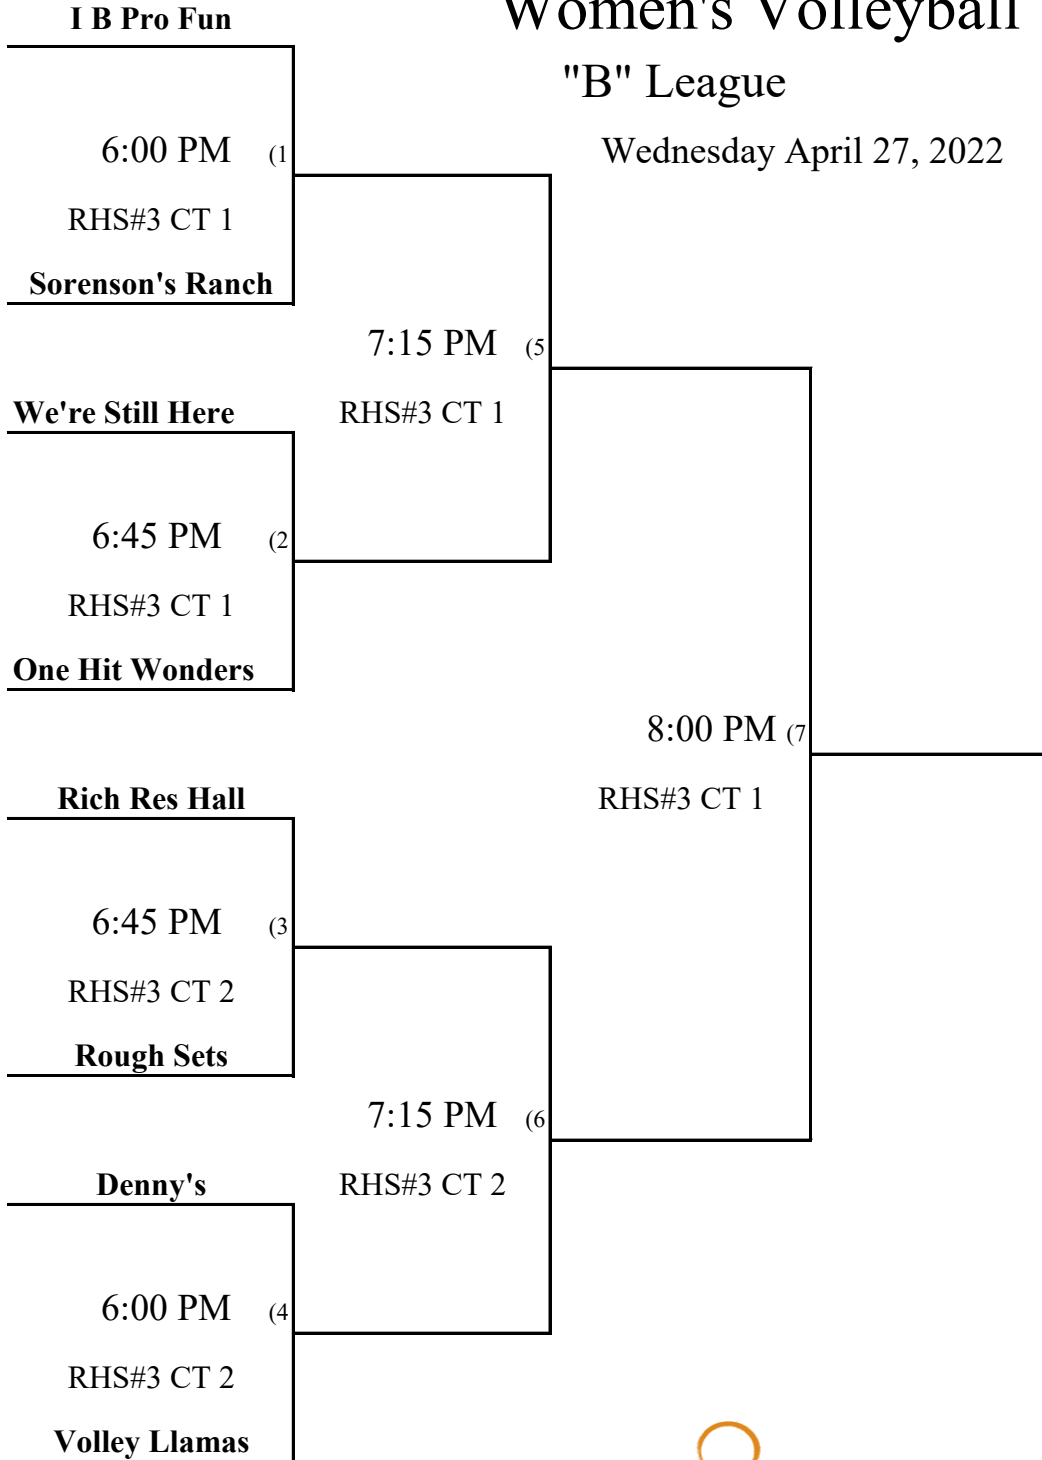 Women's Volleyball
"B" League
Wednesday April 27, 2022
I B Pro Fun
6:00 PM (1
RHS#3 CT 1
Sorenson's Ranch
7:15 PM (5
RHS#3 CT 1
We're Still Here
6:45 PM (2
RHS#3 CT 1
One Hit Wonders
8:00 PM (7
RHS#3 CT 1
Rich Res Hall
6:45 PM (3
RHS#3 CT 2
Rough Sets
7:15 PM (6
RHS#3 CT 2
Denny's
6:00 PM (4
RHS#3 CT 2
Volley Llamas